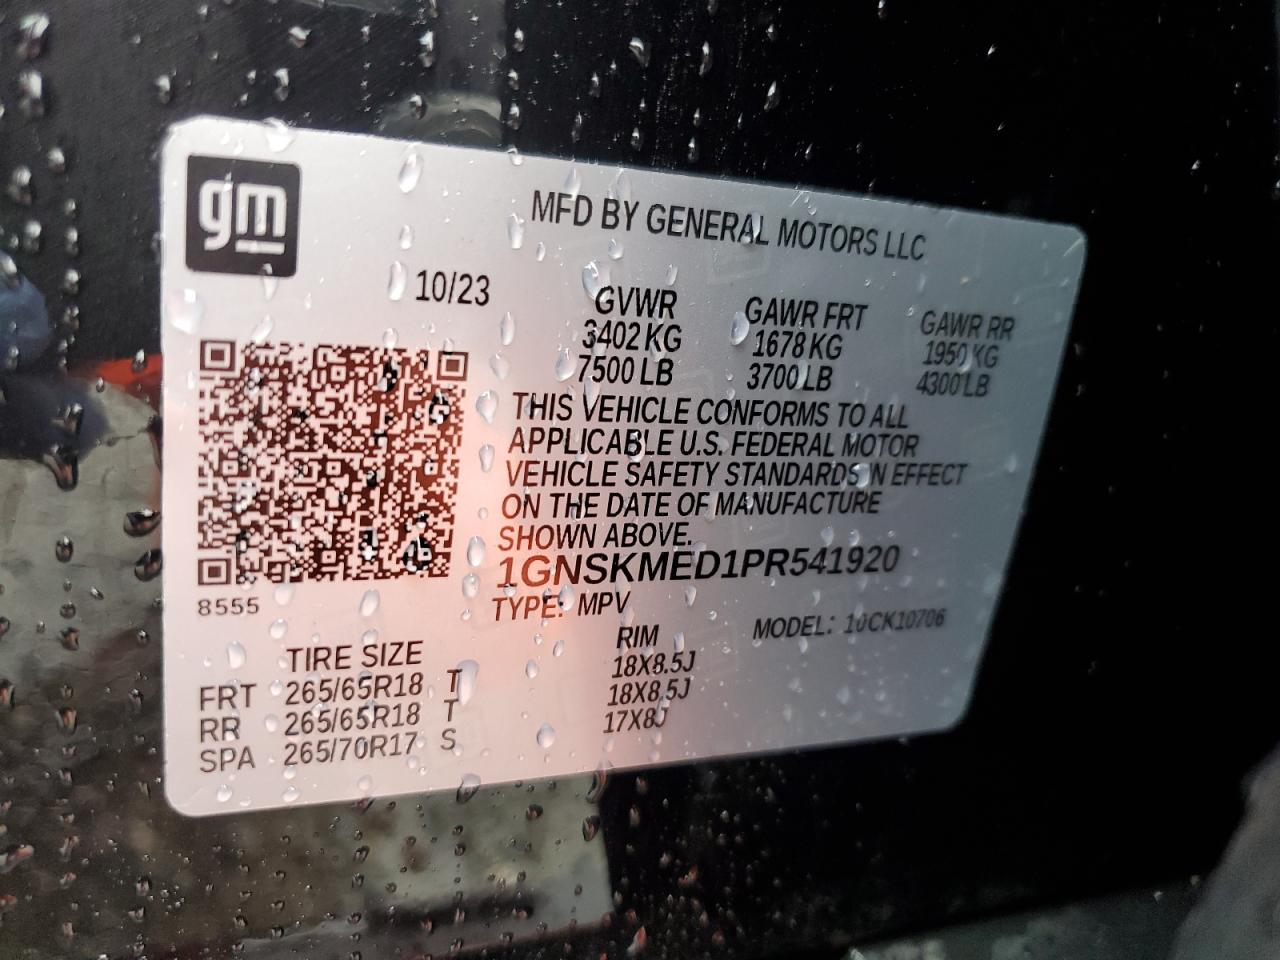 gm
MFD BY GENERAL MOTORS LLC
10/23
GVWR GAWR FRT GAWR RR
3402 KG 1678 KG 1950 KG
7500 LB 3700 LB 4300 LB
THIS VEHICLE CONFORMS TO ALL
APPLICABLE U.S. FEDERAL MOTOR
VEHICLE SAFETY STANDARDS IN EFFECT
ON THE DATE OF MANUFACTURE
SHOWN ABOVE.
1GNSKMED1PR541920
8555
TYPE: MPV MODEL: 10CK10706
TIRE SIZE RIM
FRT 265/65R18 T 18X8.5J
RR 265/65R18 T 18X8.5J
SPA 265/70R17 S 17X8J